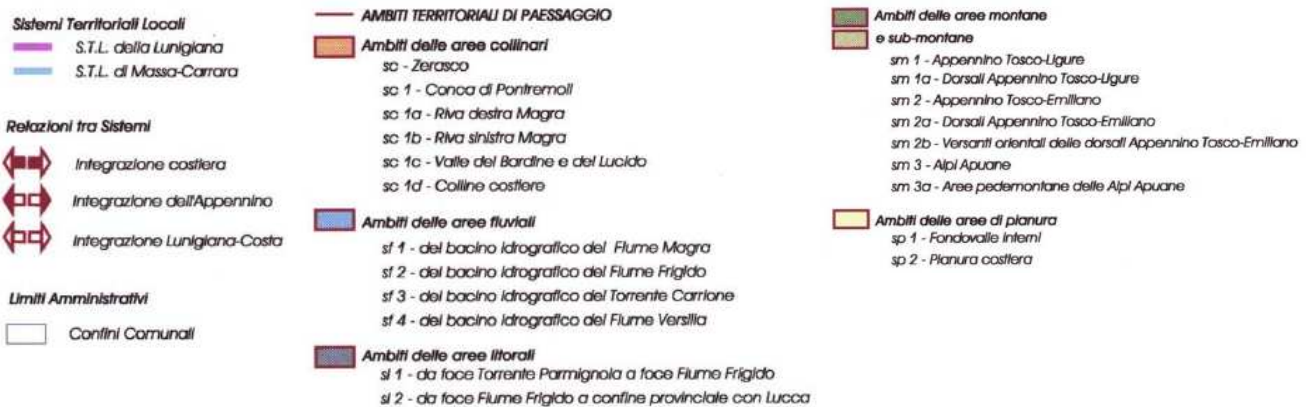 Sistemi Territoriali Locali
S.T.L. della Lunigiana
S.T.L. di Massa-Carrara
Relazioni tra Sistemi
Integrazione costiera
Integrazione dell'Appennino
Integrazione Lunigiana-Costa
Limiti Amministrativi
Confini Comunali
AMBITI TERRITORIALI DI PAESSAGGIO
Ambiti delle aree collinari
sc - Zerasco
sc 1 - Conca di Pontremoli
sc 1a - Riva destra Magra
sc 1b - Riva sinistra Magra
sc 1c - Valle del Bardine e del Lucido
sc 1d - Colline costiere
Ambiti delle aree fluviali
sf 1 - del bacino idrografico del Fiume Magra
sf 2 - del bacino idrografico del Fiume Frigido
sf 3 - del bacino idrografico del Torrente Carrione
sf 4 - del bacino idrografico del Fiume Versilia
Ambiti delle aree litorali
sl 1 - da foce Torrente Parmignola a foce Fiume Frigido
sl 2 - da foce Fiume Frigido a confine provinciale con Lucca
Ambiti delle aree montane
e sub-montane
sm 1 - Appennino Tosco-Ligure
sm 1a - Dorsali Appennino Tosco-Ligure
sm 2 - Appennino Tosco-Emiliano
sm 2a - Dorsali Appennino Tosco-Emiliano
sm 2b - Versanti orientali delle dorsali Appennino Tosco-Emiliano
sm 3 - Alpi Apuane
sm 3a - Aree pedemontane delle Alpi Apuane
Ambiti delle aree di pianura
sp 1 - Fondovalle interni
sp 2 - Pianura costiera